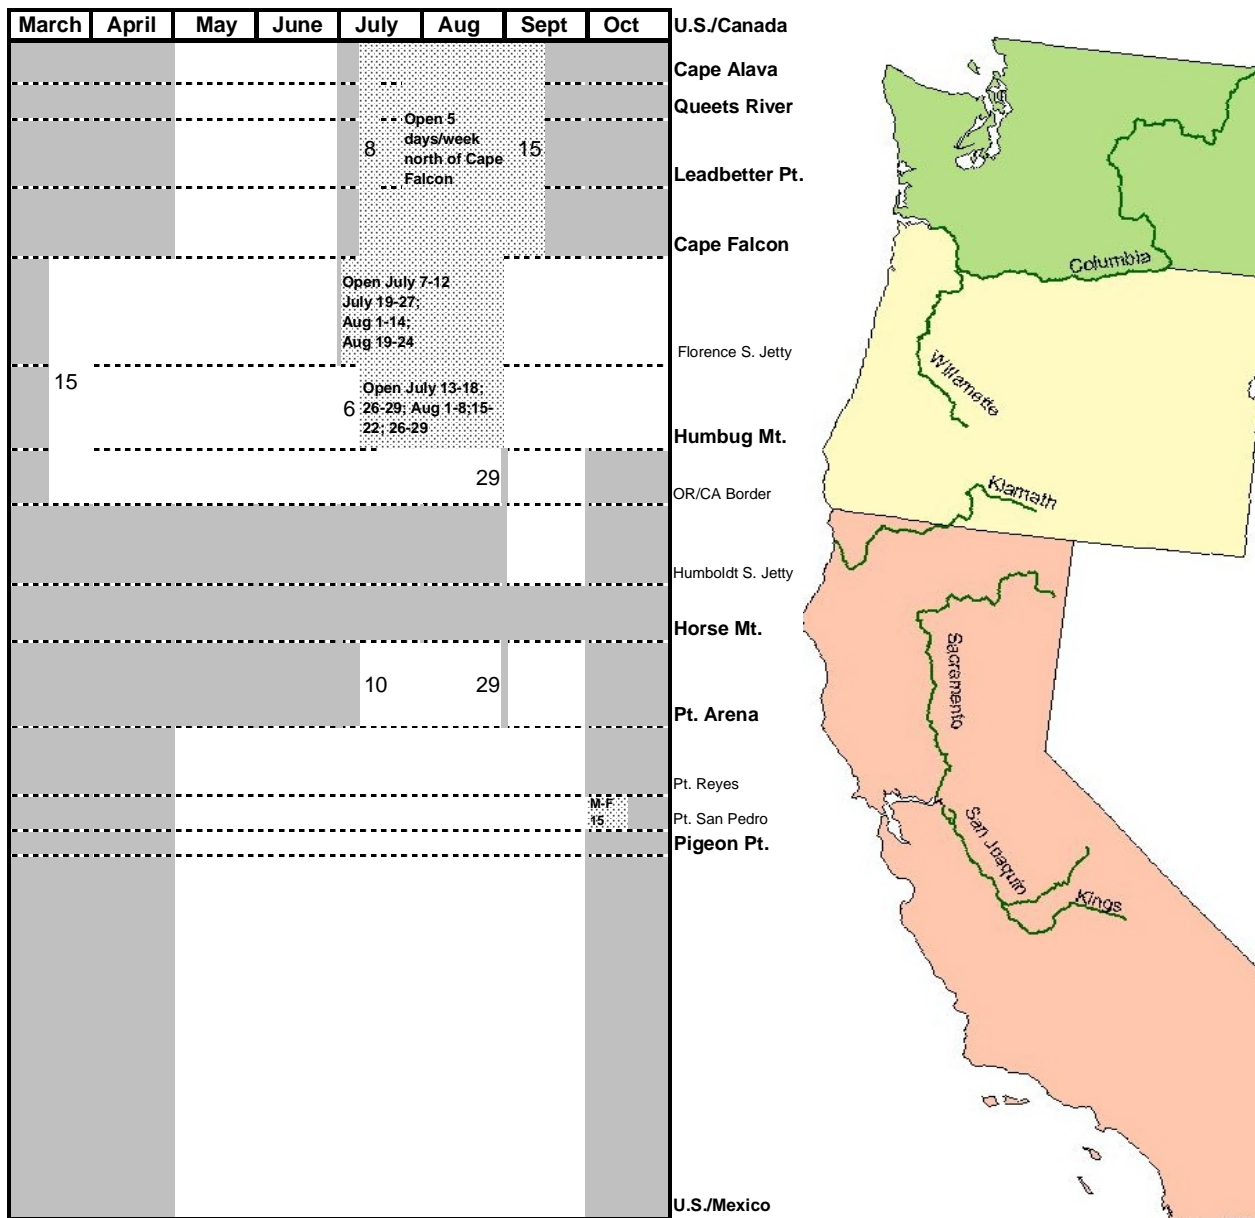 March April May June July Aug Sept Oct
U.S./Canada
Cape Alava
Queets River
Open 5
days/week
north of Cape
Falcon
8
15
Leadbetter Pt.
Cape Falcon
Open July 7-12
July 19-27;
Aug 1-14;
Aug 19-24
Florence S. Jetty
15
Open July 13-18;
6 26-29; Aug 1-8;15-
22; 26-29
Humbug Mt.
29
OR/CA Border
Humboldt S. Jetty
Horse Mt.
10 29
Pt. Arena
Pt. Reyes
M-F
15
Pt. San Pedro
Pigeon Pt.
U.S./Mexico
Columbia
Willamette
Klamath
Sacramento
San Joaquin
Kings